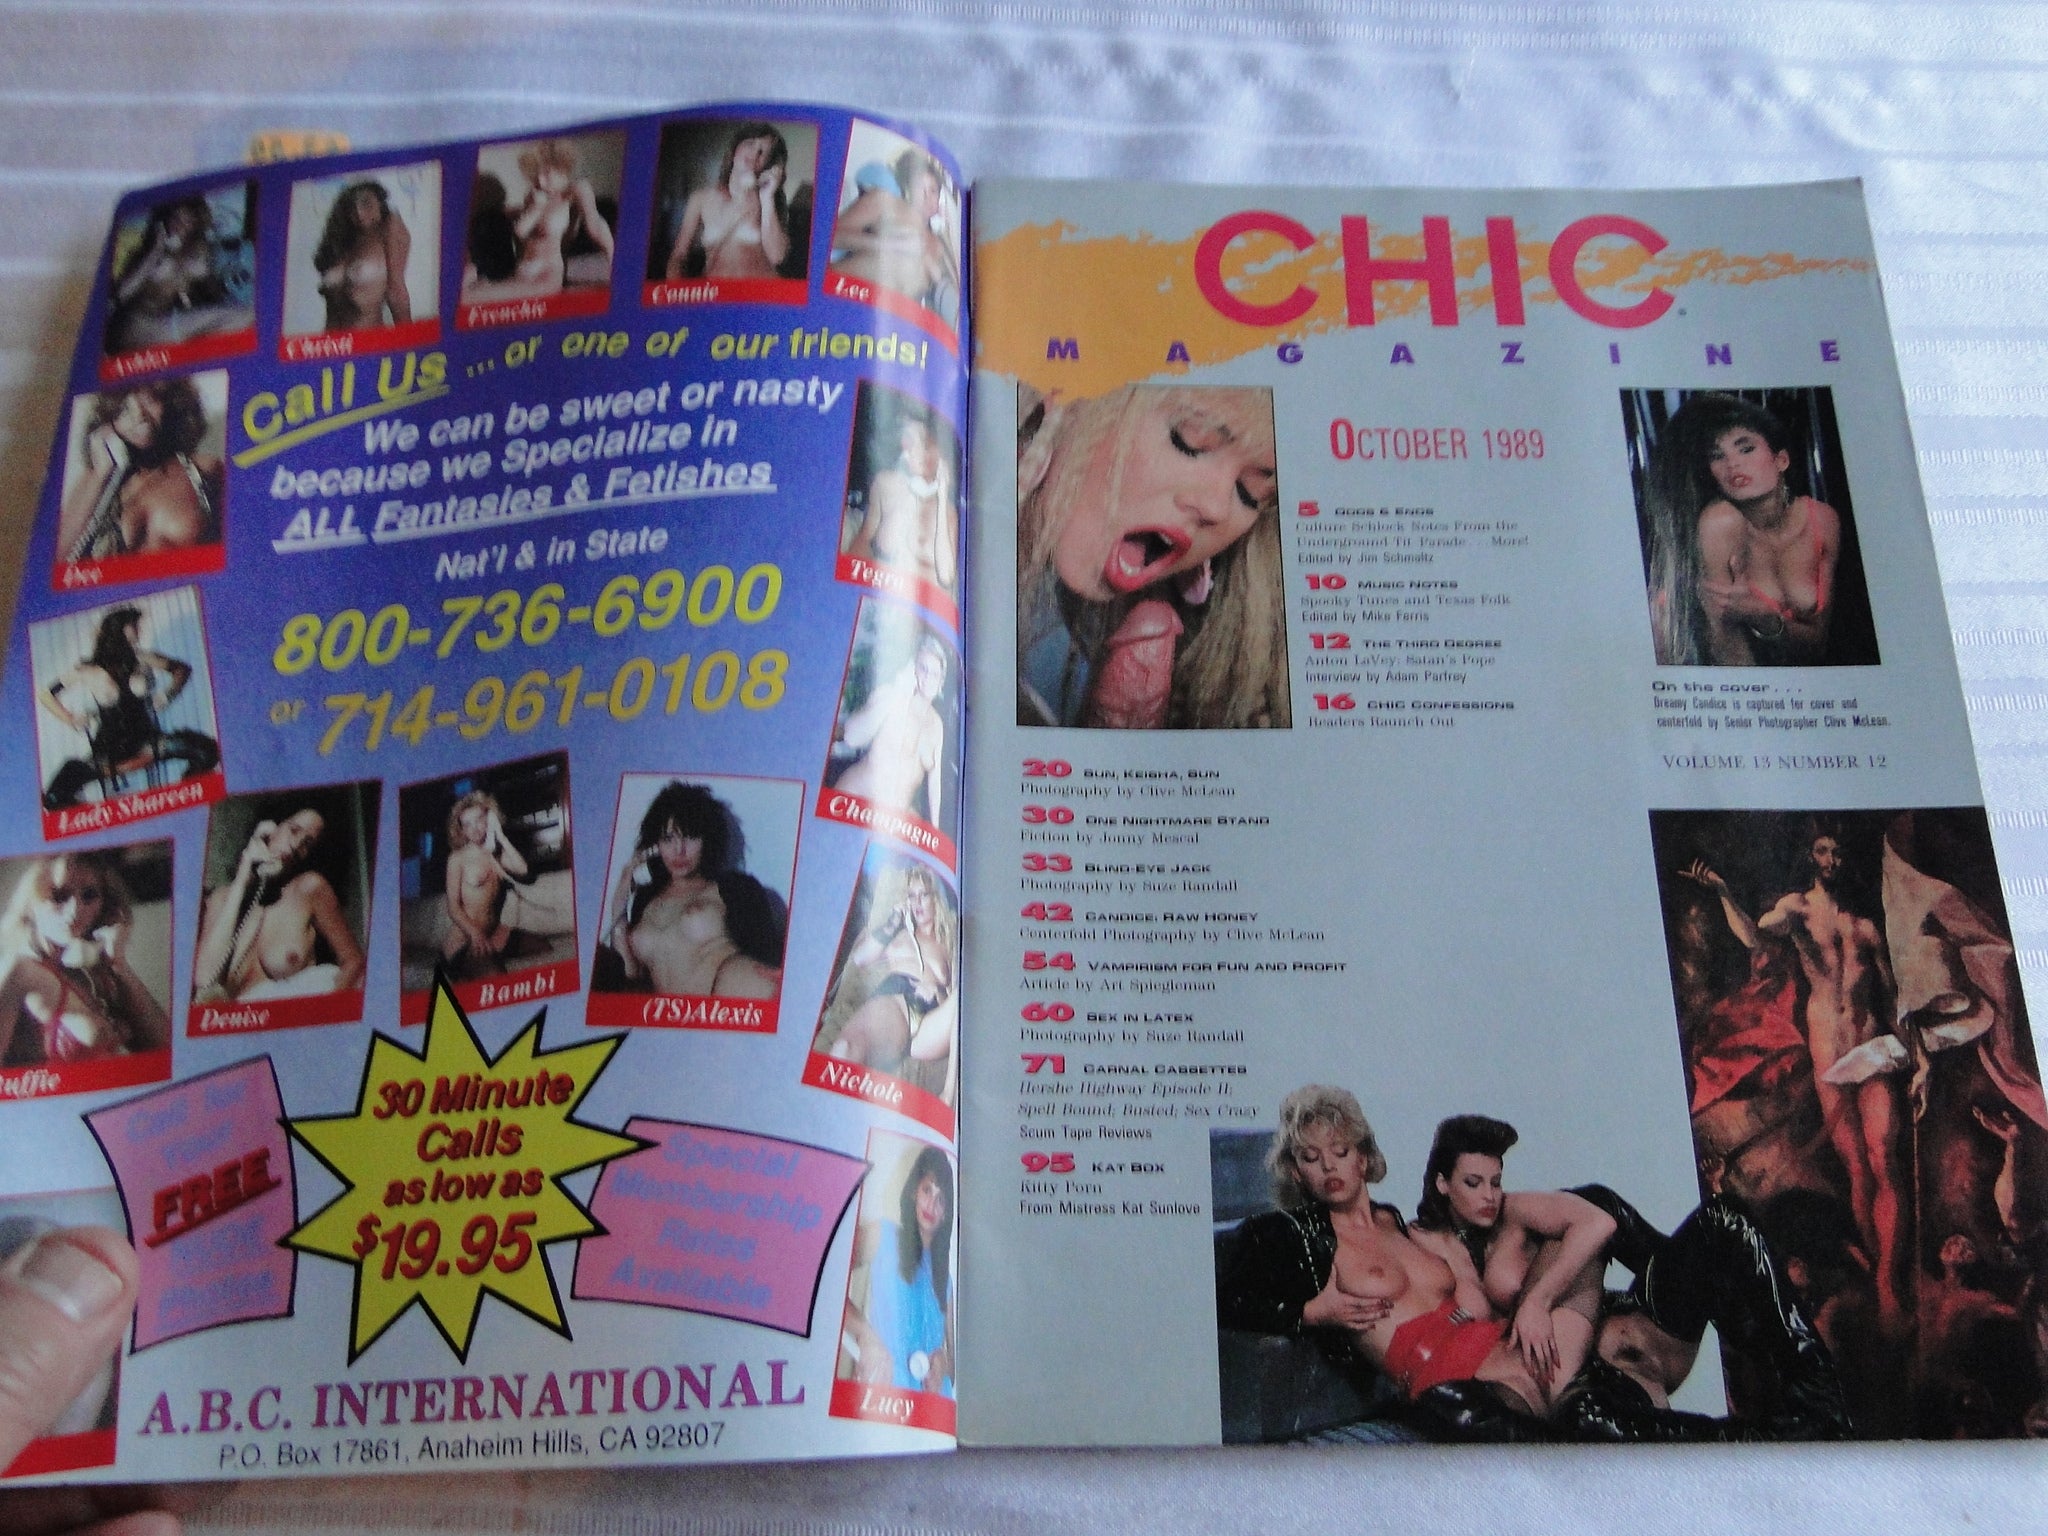 Ashley
Christi
Frenchie
Connie
Lee
Call Us ... or one of our friends!
We can be sweet or nasty
because we Specialize in
ALL Fantasies & Fetishes
Nat'l & in State
800-736-6900
or 714-961-0108
Dee
Tegra
Lady Shareen
Champagne
Denise
Bambi
(TS)Alexis
Nichole
uffie
Call for
Your
FREE
30 Minute
Calls
as low as
$19.95
Special
Membership
Rates
Available
Lucy
A.B.C. INTERNATIONAL
P.O. Box 17861, Anaheim Hills, CA 92807
CHIC
MAGAZINE
OCTOBER 1989
5 ODDS & ENDS
Culture Schlock Notes From the
Underground Tit Parade . . . More!
Edited by Jim Schmaltz
10 MUSIC NOTES
Spooky Tunes and Texas Folk
Edited by Mike Ferris
12 THE THIRD DEGREE
Anton LaVey: Satan's Pope
Interview by Adam Parfrey
16 CHIC CONFESSIONS
Readers Raunch Out
On the cover . . .
Dreamy Candice is captured for cover and
centerfold by Senior Photographer Clive McLean.
VOLUME 13 NUMBER 12
20 SUN, KEISHA, SUN
Photography by Clive McLean
30 ONE NIGHTMARE STAND
Fiction by Jonny Mescal
33 BLIND-EYE JACK
Photography by Suze Randall
42 CANDICE: RAW HONEY
Centerfold Photography by Clive McLean
54 VAMPIRISM FOR FUN AND PROFIT
Article by Art Spiegleman
60 SEX IN LATEX
Photography by Suze Randall
71 CARNAL CASSETTES
Hershe Highway Episode II;
Spell Bound; Busted; Sex Crazy
Scum Tape Reviews
95 KAT BOX
Kitty Porn
From Mistress Kat Sunlove